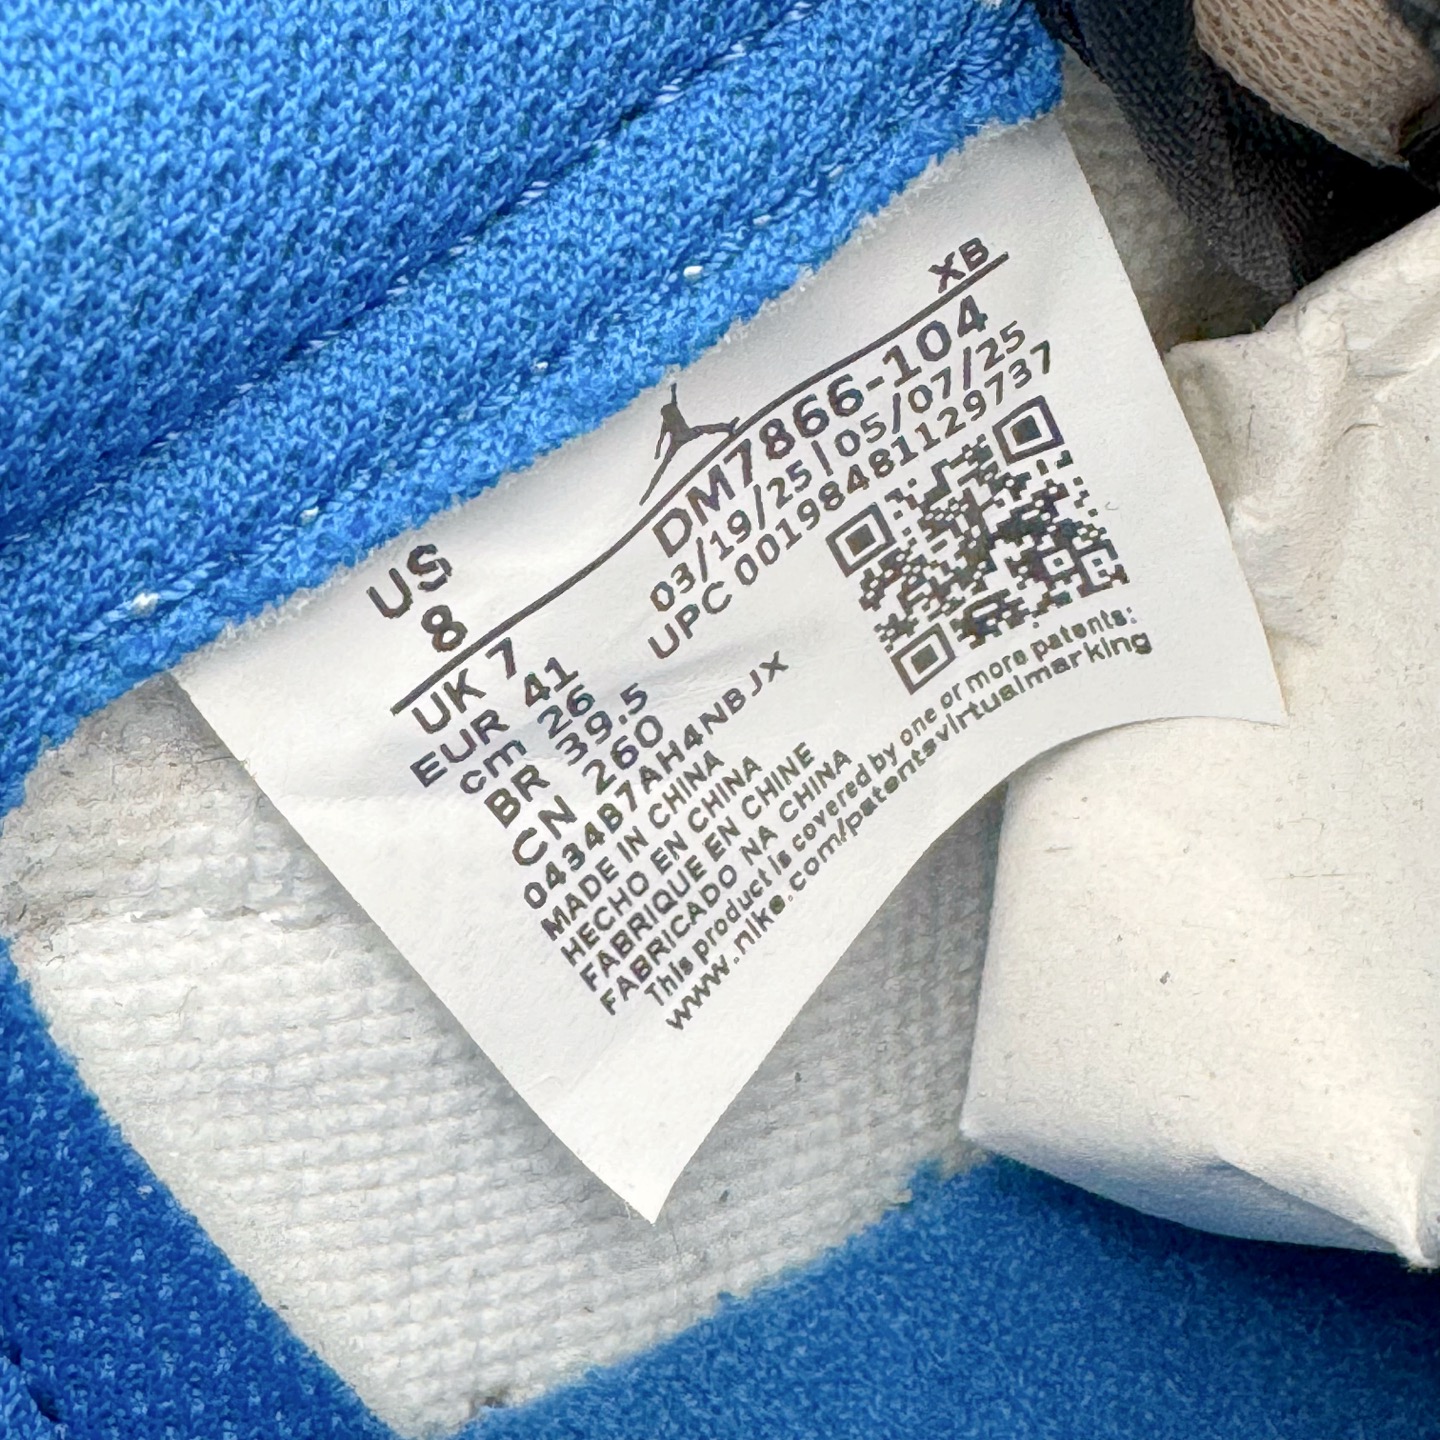 XB
US
8
DM7866-104
03/19/25 | 05/07/25
UPC 00198481129737
UK 7
EUR 41
cm 26
BR 39.5
CN 260
0434B7AH4NBJX
MADE IN CHINA
HECHO EN CHINA
FABRIQUE EN CHINE
FABRICADO NA CHINA
This product is covered by one or more patents:
www.nike.com/patentsvirtualmarking